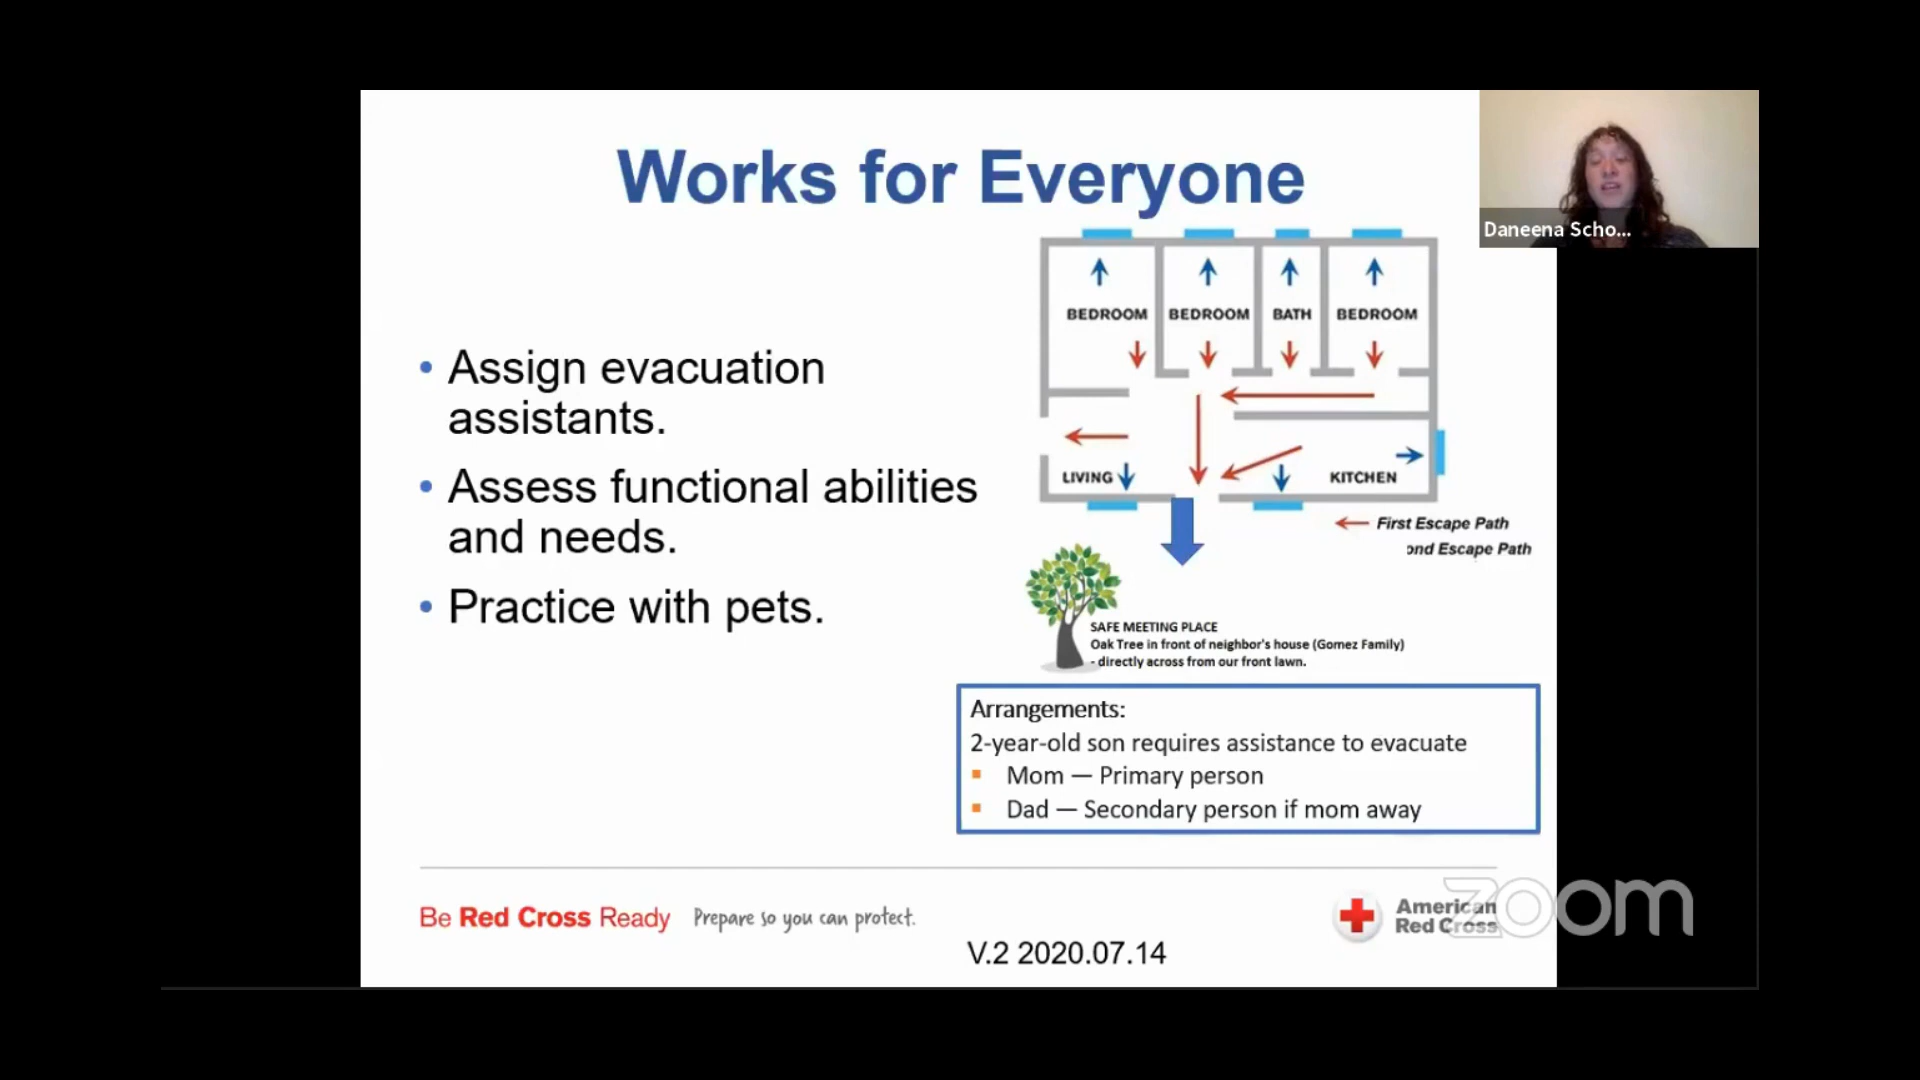 Works for Everyone
Daneena Scho...
• Assign evacuation
assistants.
• Assess functional abilities
and needs.
• Practice with pets.
BEDROOM BEDROOM BATH BEDROOM
LIVING KITCHEN
First Escape Path
ond Escape Path
SAFE MEETING PLACE
Oak Tree in front of neighbor's house (Gomez Family)
- directly across from our front lawn.
Arrangements:
2-year-old son requires assistance to evacuate
Mom — Primary person
Dad — Secondary person if mom away
Be Red Cross Ready Prepare so you can protect.
American
Red Cross
zoom
V.2 2020.07.14